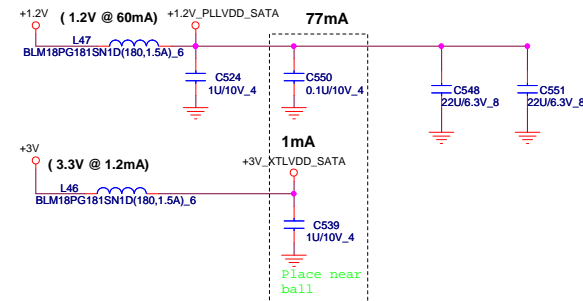 +1.2V
( 1.2V @ 60mA)
+1.2V_PLLVDD_SATA
77mA
L47
BLM18PG181SN1D(180,1.5A)_6
C524
1U/10V_4
C550
0.1U/10V_4
C548
22U/6.3V_8
C551
22U/6.3V_8
+3V
( 3.3V @ 1.2mA)
1mA
+3V_XTLVDD_SATA
L46
BLM18PG181SN1D(180,1.5A)_6
C539
1U/10V_4
Place near
ball